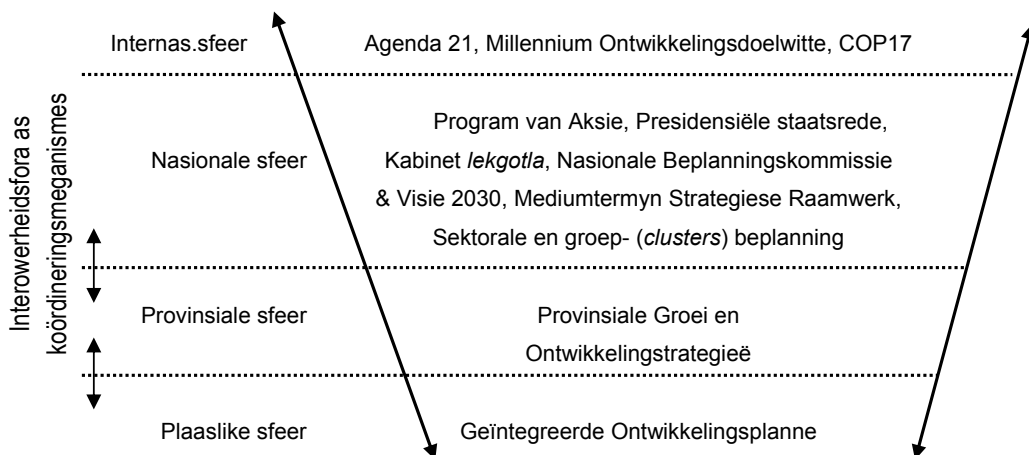 Internas.sfeer
Agenda 21, Millennium Ontwikkelingsdoelwitte, COP17
Interowerheidsfora as
koördineringsmeganismes
Nasionale sfeer
Program van Aksie, Presidensiële staatsrede,
Kabinet lekgotla, Nasionale Beplanningskommissie
& Visie 2030, Mediumtermyn Strategiese Raamwerk,
Sektorale en groep- (clusters) beplanning
Provinsiale sfeer
Provinsiale Groei en
Ontwikkelingstrategieë
Plaaslike sfeer
Geïntegreerde Ontwikkelingsplanne